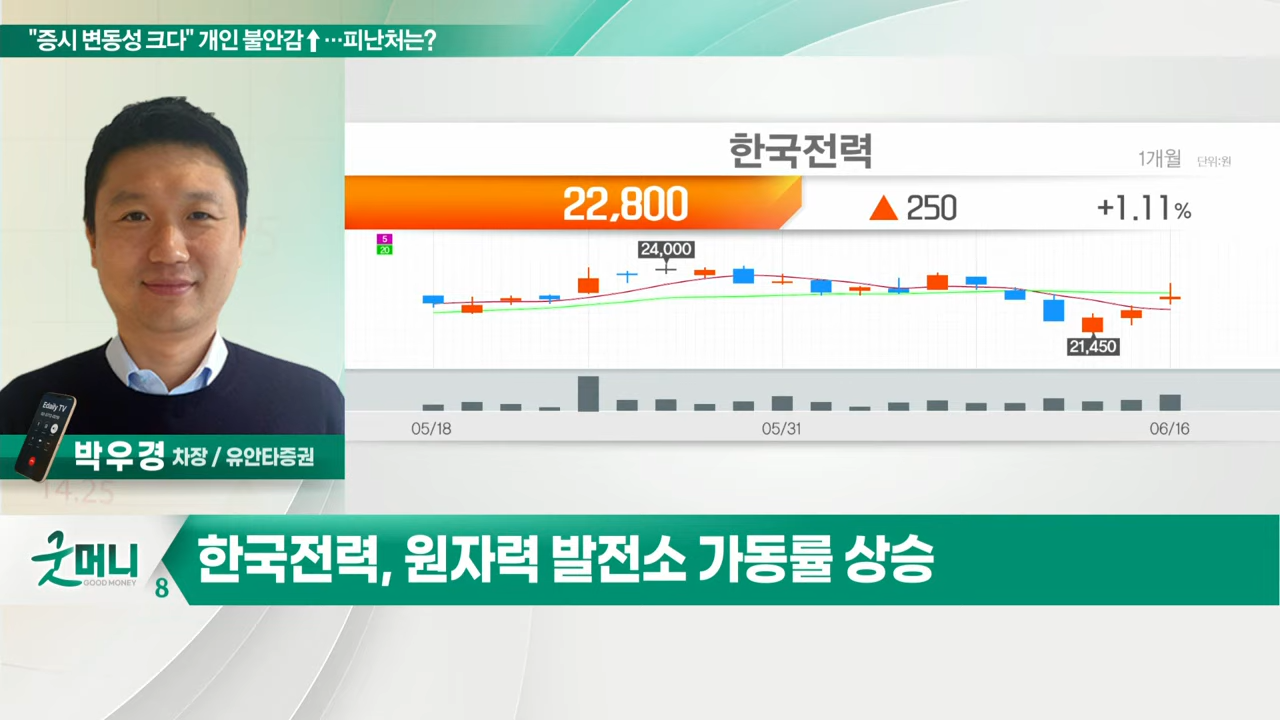 "증시 변동성 크다" 개인 불안감↑…피난처는?
한국전력
1개월 단위:원
22,800 ▲ 250 +1.11%
5
20
24,000
21,450
05/18 05/31 06/16
Edaily TV
박우경 차장 / 유안타증권
14.25
굿머니
GOOD MONEY
8
한국전력, 원자력 발전소 가동률 상승